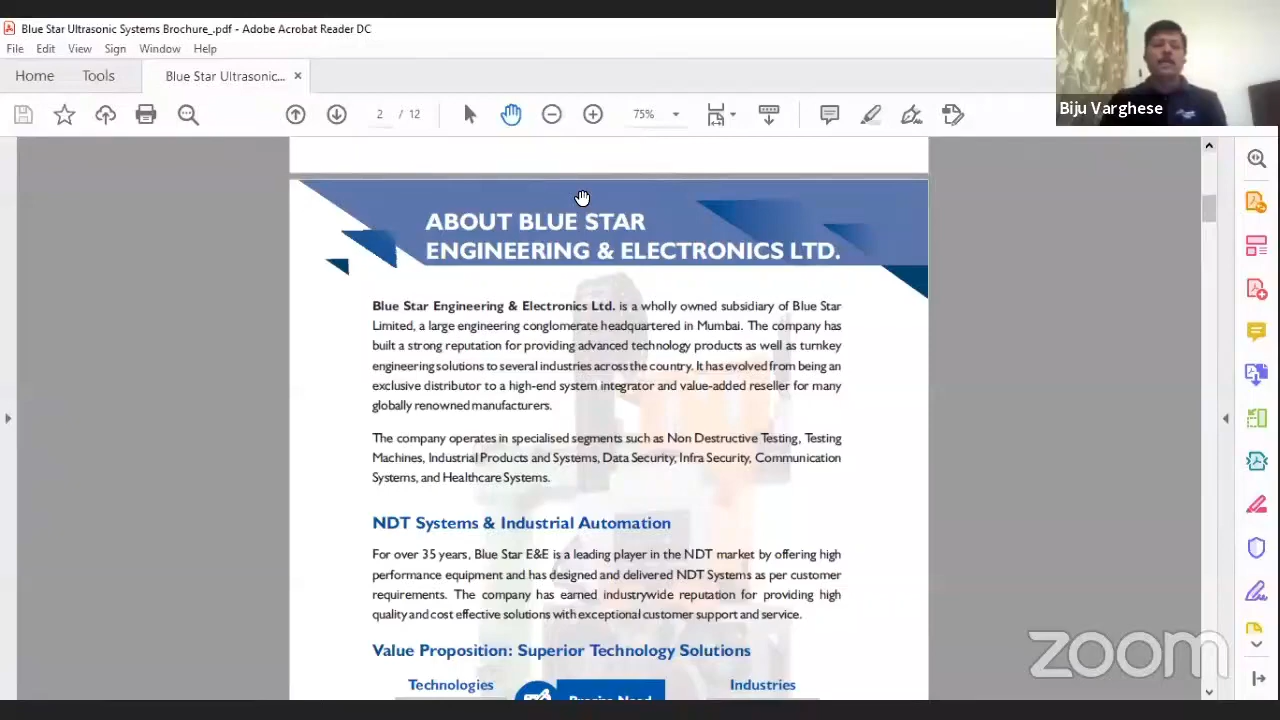 Blue Star Ultrasonic Systems Brochure_.pdf - Adobe Acrobat Reader DC
File Edit View Sign Window Help
Home Tools Blue Star Ultrasonic... ×
2 / 12 75%
Biju Varghese
ABOUT BLUE STAR
ENGINEERING & ELECTRONICS LTD.
Blue Star Engineering & Electronics Ltd. is a wholly owned subsidiary of Blue Star
Limited, a large engineering conglomerate headquartered in Mumbai. The company has
built a strong reputation for providing advanced technology products as well as turnkey
engineering solutions to several industries across the country. It has evolved from being an
exclusive distributor to a high-end system integrator and value-added reseller for many
globally renowned manufacturers.
The company operates in specialised segments such as Non Destructive Testing, Testing
Machines, Industrial Products and Systems, Data Security, Infra Security, Communication
Systems, and Healthcare Systems.
NDT Systems & Industrial Automation
For over 35 years, Blue Star E&E is a leading player in the NDT market by offering high
performance equipment and has designed and delivered NDT Systems as per customer
requirements. The company has earned industrywide reputation for providing high
quality and cost effective solutions with exceptional customer support and service.
Value Proposition: Superior Technology Solutions
Technologies Industries
Precise Need
zoom